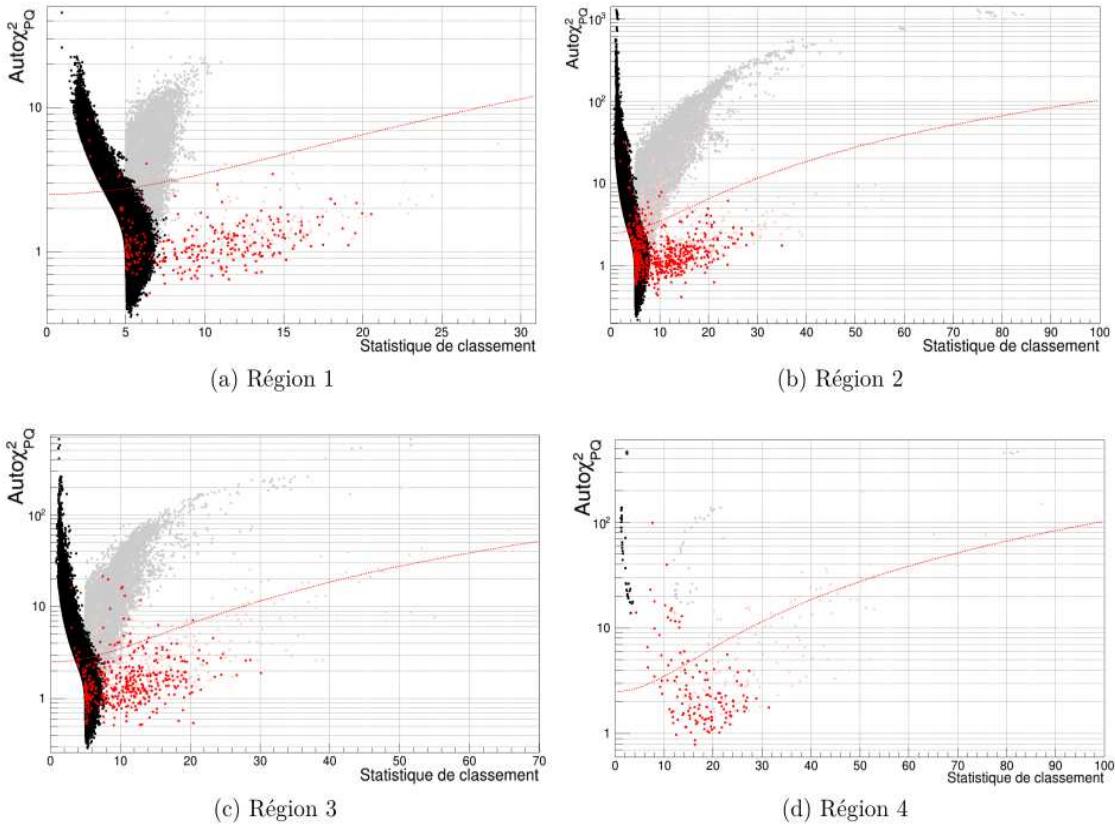 Autoχ²PQ
10
1
0 5 10 15 20 25 30
Statistique de classement
(a) Région 1
Autoχ²PQ
10³
10²
10
1
0 10 20 30 40 50 60 70 80 90 100
Statistique de classement
(b) Région 2
Autoχ²PQ
10²
10
1
0 10 20 30 40 50 60 70
Statistique de classement
(c) Région 3
Autoχ²PQ
10²
10
1
0 10 20 30 40 50 60 70 80 90 100
Statistique de classement
(d) Région 4